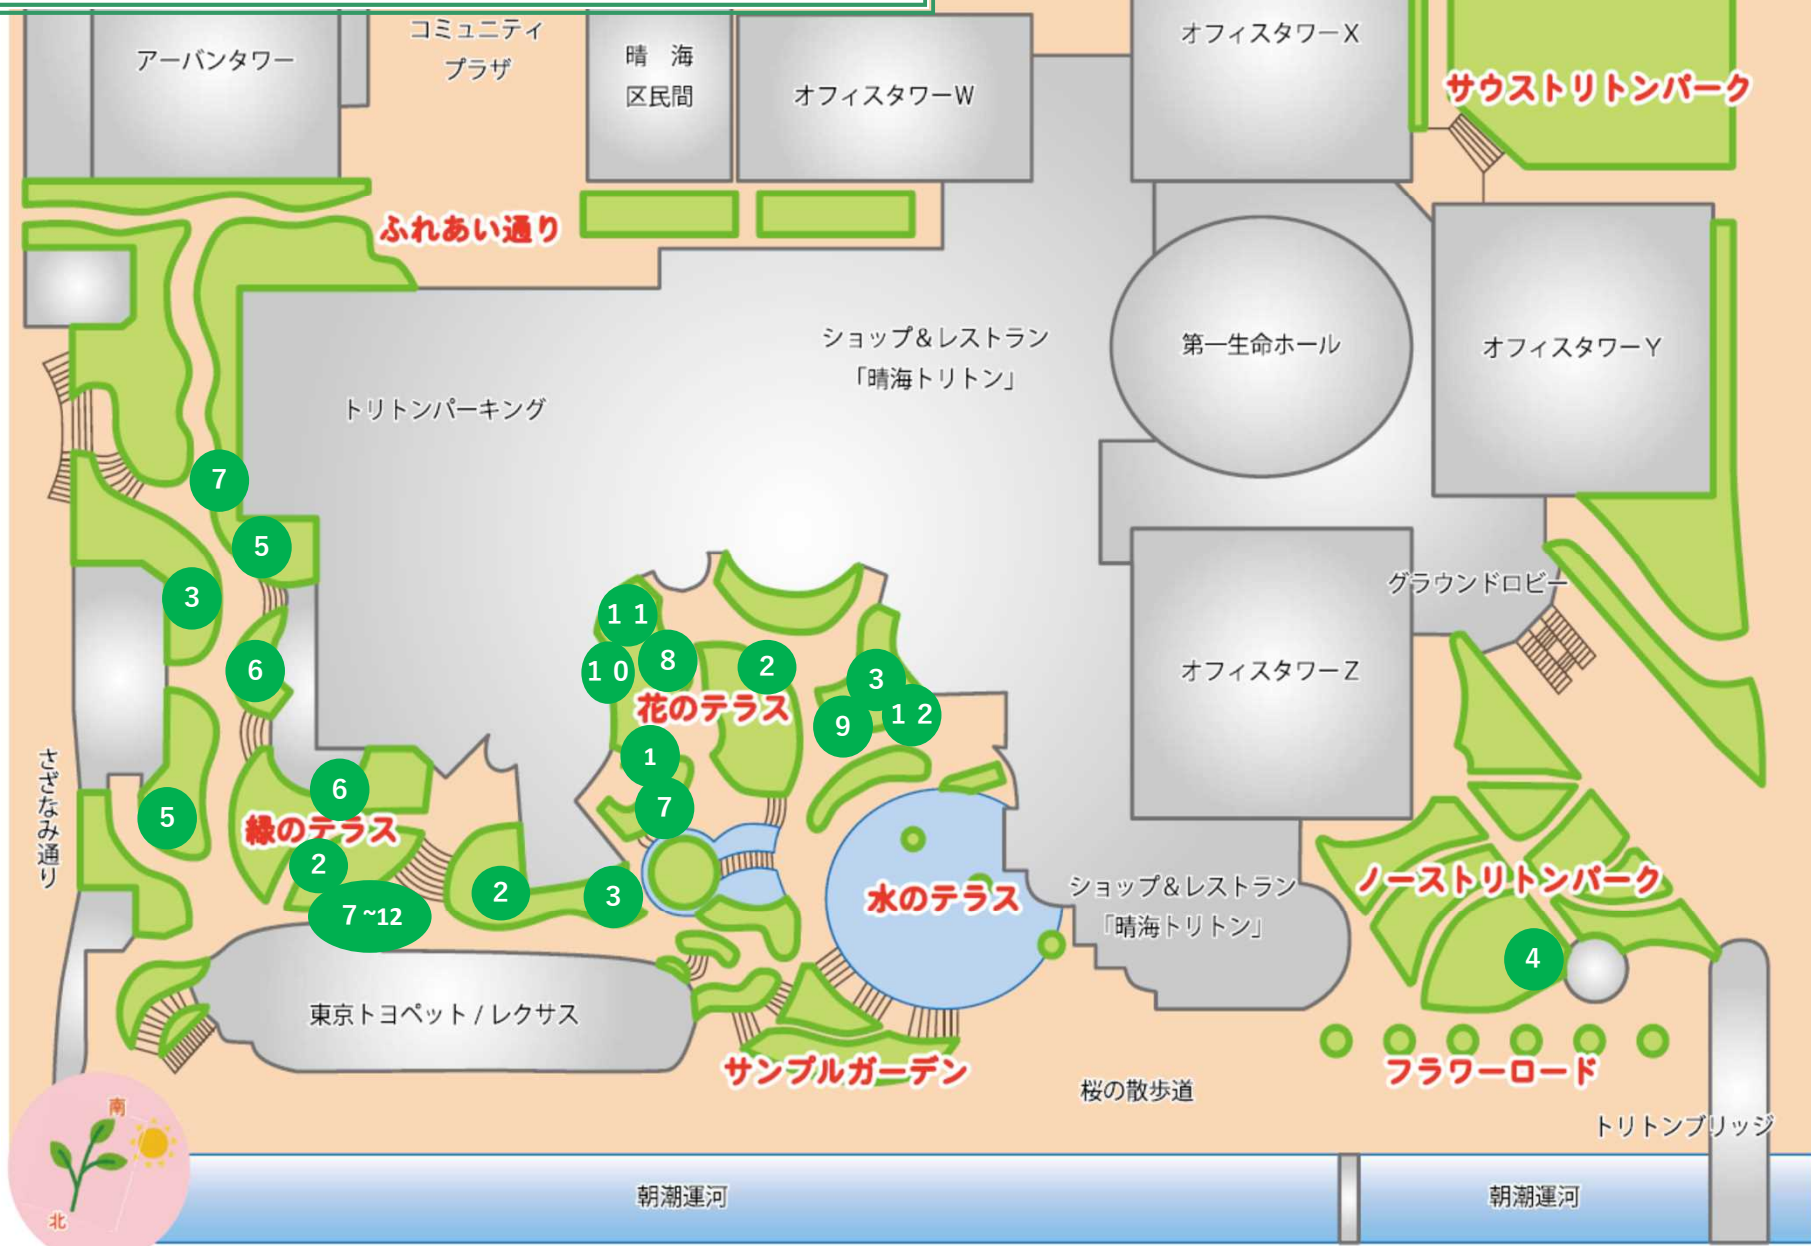 コミュニティ
プラザ
アーバンタワー
晴　海
区民間
オフィスタワーW
オフィスタワーX
サウストリトンパーク
ふれあい通り
ショップ＆レストラン
「晴海トリトン」
第一生命ホール
オフィスタワーY
トリトンパーキング
7
5
3
6
グラウンドロビー
11
10
8
2
3
12
9
花のテラス
1
7
オフィスタワーZ
さざなみ通り
6
5
緑のテラス
2
7~12
2
3
水のテラス
ショップ＆レストラン
「晴海トリトン」
ノーストリトンパーク
4
東京トヨペット / レクサス
サンプルガーデン
フラワーロード
桜の散歩道
トリトンブリッジ
南
北
朝潮運河
朝潮運河